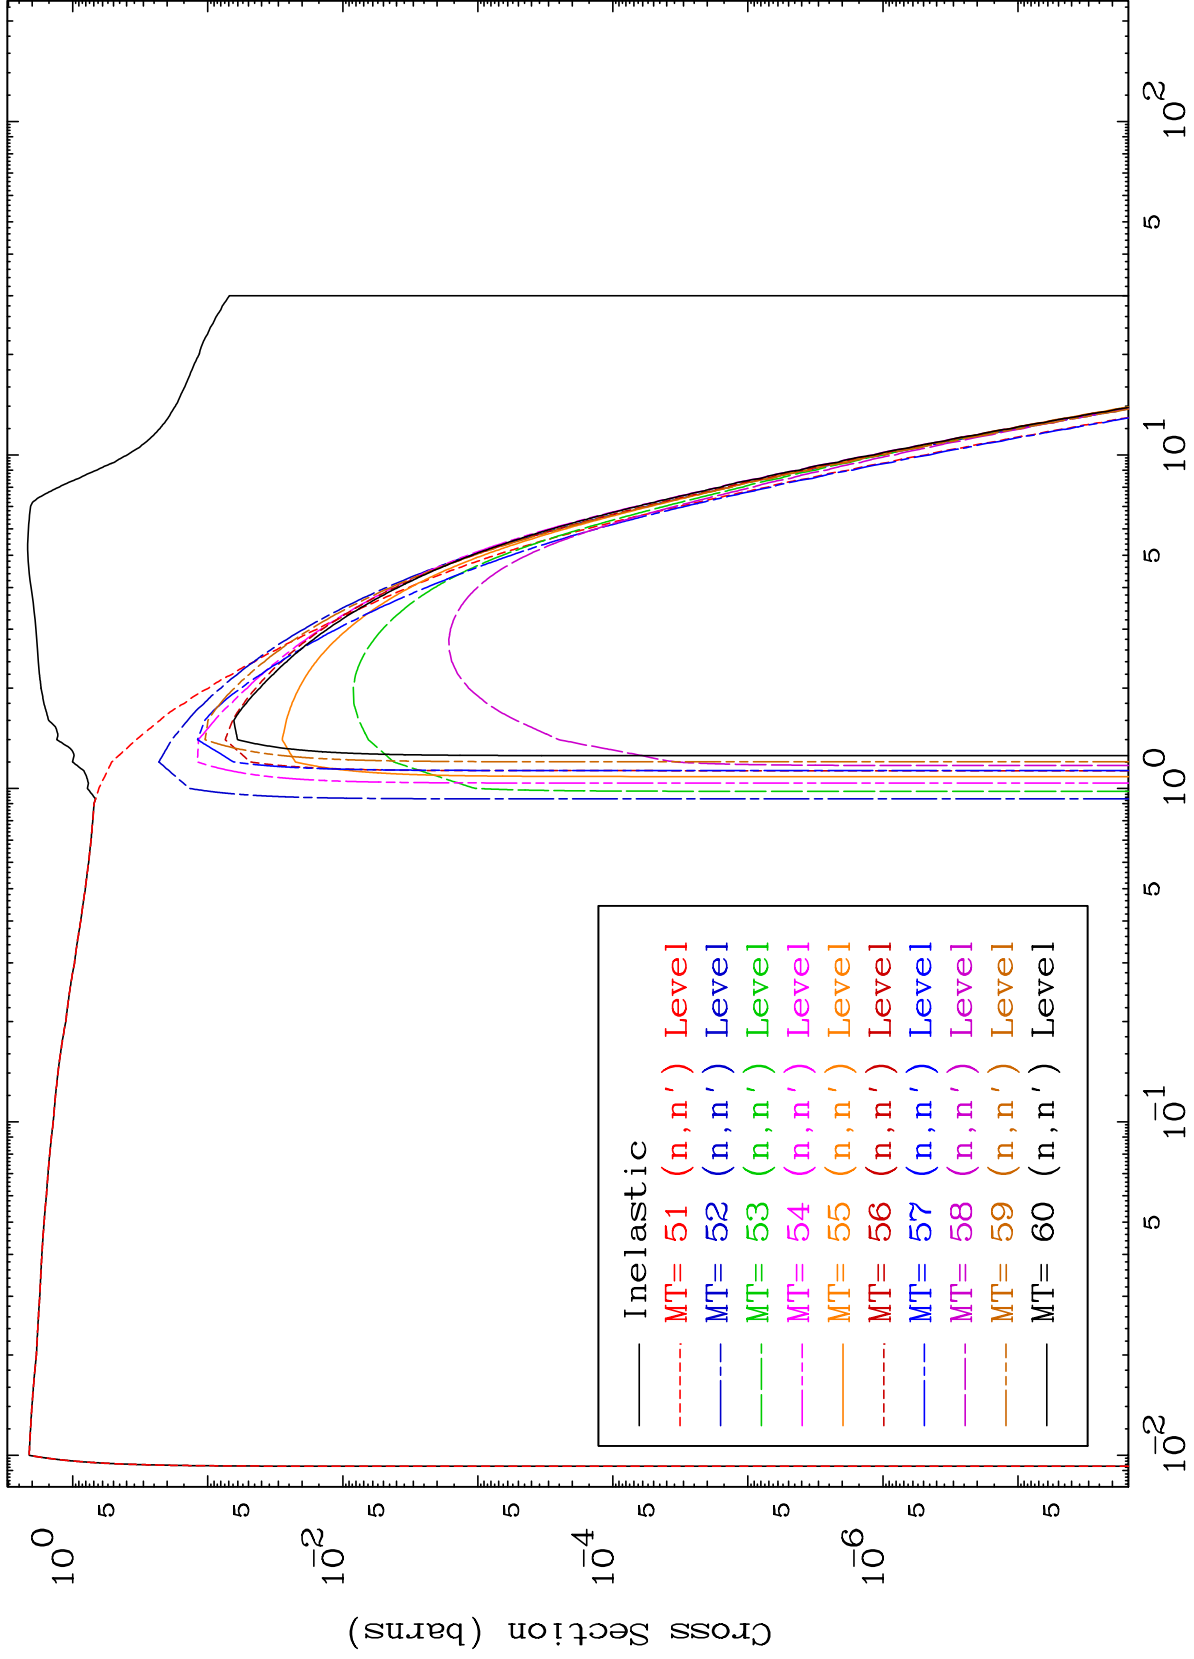 Cross Section (barns)
10^0
5
10^-2
5
5
10^-4
5
5
10^-6
5
5
Inelastic
MT= 51 (n,n') Level
MT= 52 (n,n') Level
MT= 53 (n,n') Level
MT= 54 (n,n') Level
MT= 55 (n,n') Level
MT= 56 (n,n') Level
MT= 57 (n,n') Level
MT= 58 (n,n') Level
MT= 59 (n,n') Level
MT= 60 (n,n') Level
10^-2
5
10^-1
5
10^0
5
10^1
5
10^2